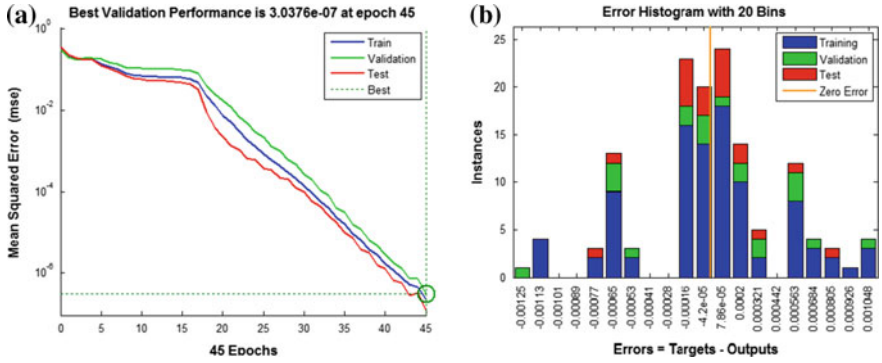 (a)
Best Validation Performance is 3.0376e-07 at epoch 45
Mean Squared Error (mse)
10^0
10^-2
10^-4
10^-6
Train
Validation
Test
Best
0 5 10 15 20 25 30 35 40 45
45 Epochs
(b)
Error Histogram with 20 Bins
Instances
25
20
15
10
5
0
Training
Validation
Test
Zero Error
-0.00125
-0.00113
-0.00101
-0.00089
-0.00077
-0.00065
-0.00053
-0.00041
-0.00028
-0.00016
-4.2e-05
7.86e-05
0.0002
0.000321
0.000442
0.000563
0.000684
0.000805
0.000926
0.001048
Errors = Targets - Outputs